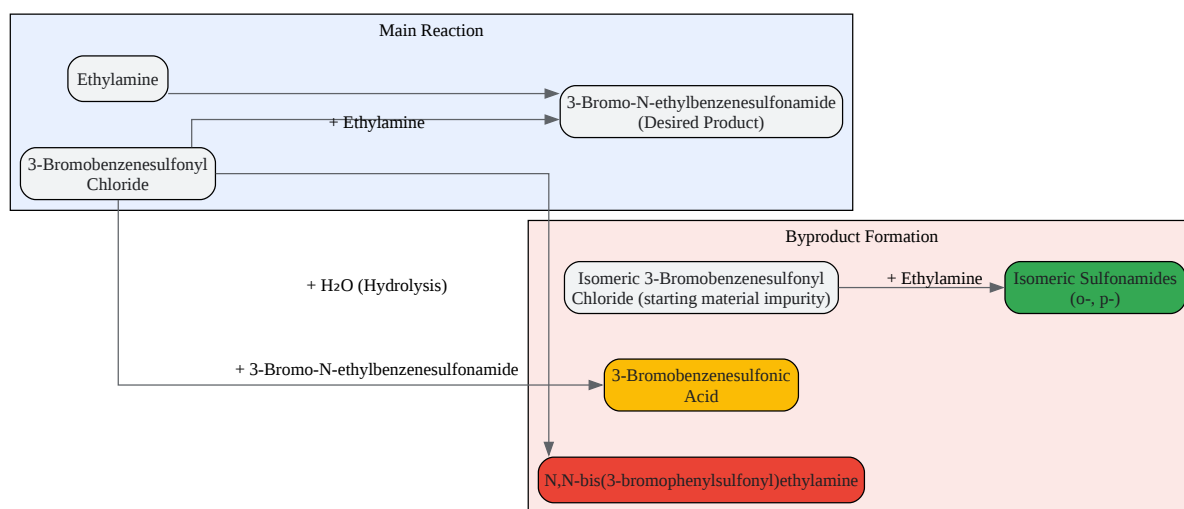 Main Reaction
Ethylamine
3-Bromo-N-ethylbenzenesulfonamide
(Desired Product)
+ Ethylamine
3-Bromobenzenesulfonyl
Chloride
Byproduct Formation
Isomeric 3-Bromobenzenesulfonyl
Chloride (starting material impurity)
+ Ethylamine
Isomeric Sulfonamides
(o-, p-)
+ H₂O (Hydrolysis)
+ 3-Bromo-N-ethylbenzenesulfonamide
3-Bromobenzenesulfonic
Acid
N,N-bis(3-bromophenylsulfonyl)ethylamine